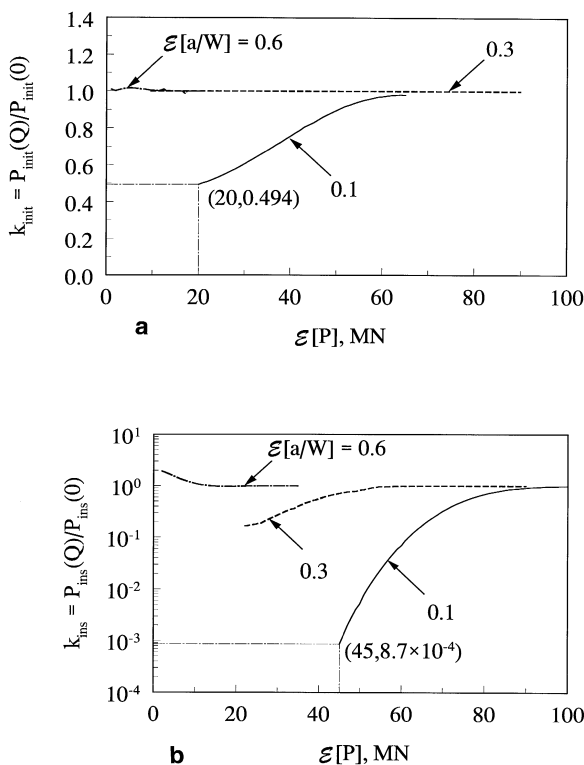 1.4
1.2
1.0
0.8
0.6
0.4
0.2
0.0
k_init = P_init(Q)/P_init(0)
ℰ[a/W] = 0.6
0.3
0.1
(20,0.494)
0 20 40 60 80 100
a
ℰ[P], MN
10^1
10^0
10^-1
10^-2
10^-3
10^-4
k_ins = P_ins(Q)/P_ins(0)
ℰ[a/W] = 0.6
0.3
0.1
(45,8.7×10^-4)
0 20 40 60 80 100
b
ℰ[P], MN